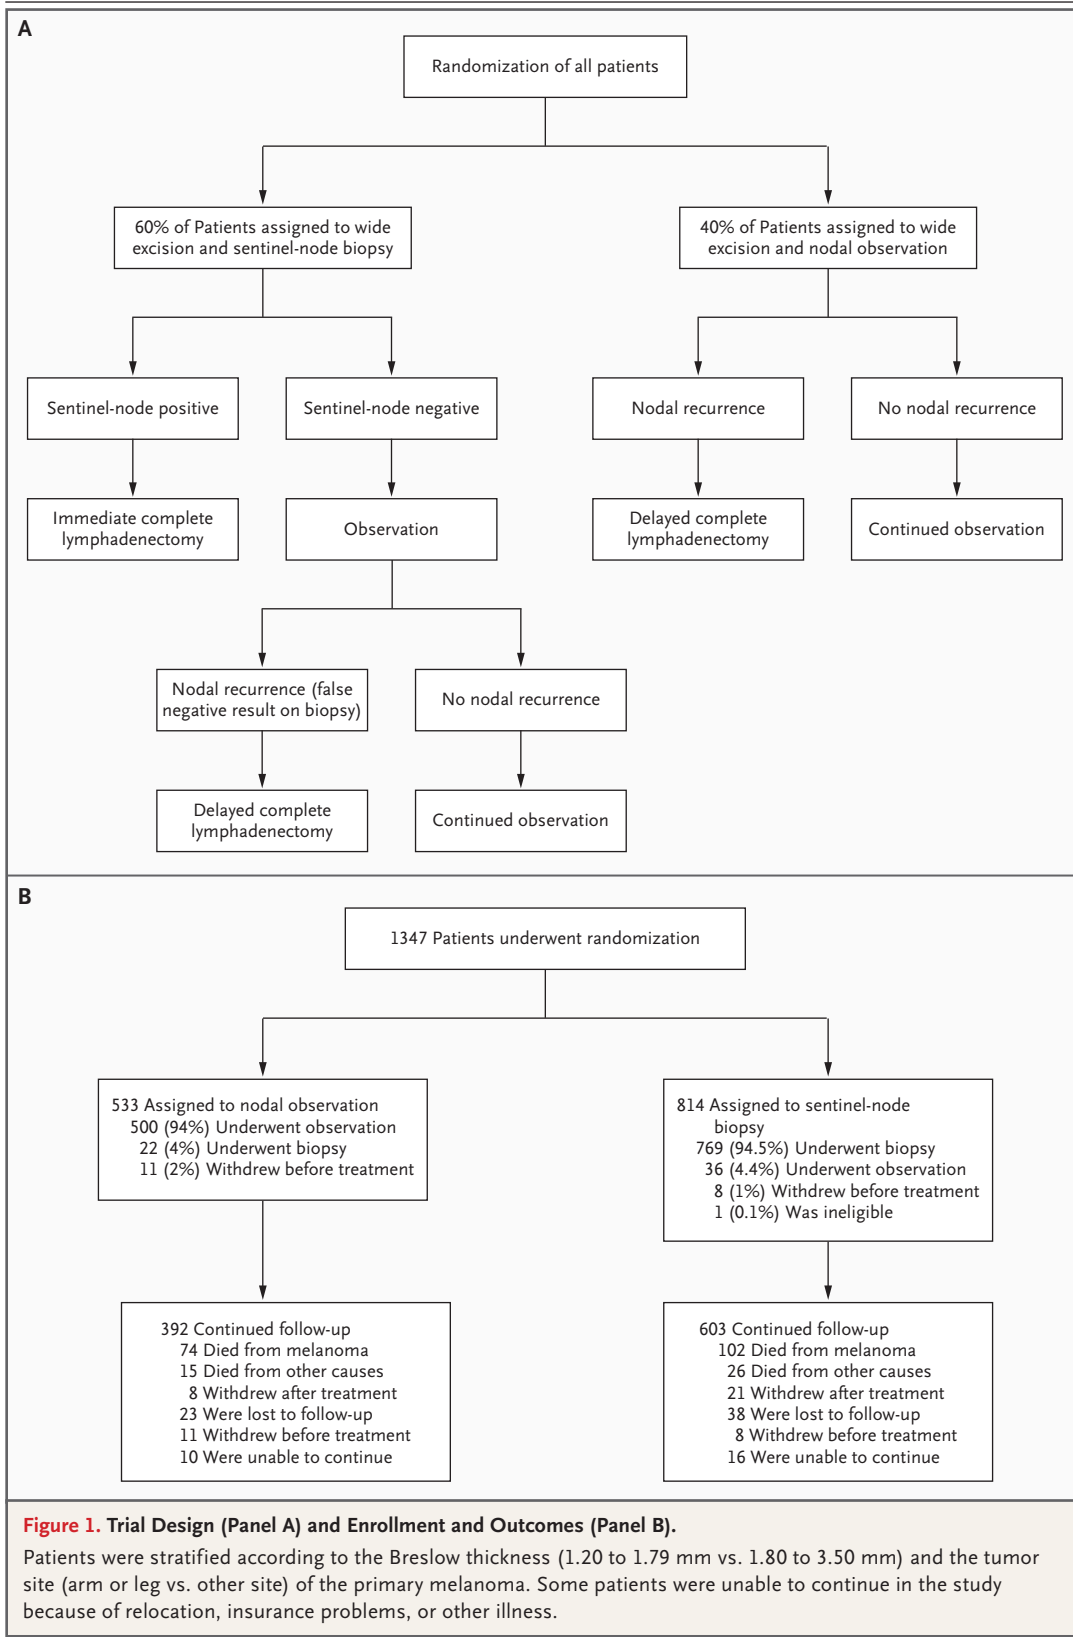 A
Randomization of all patients
60% of Patients assigned to wide
excision and sentinel-node biopsy
40% of Patients assigned to wide
excision and nodal observation
Sentinel-node positive
Sentinel-node negative
Nodal recurrence
No nodal recurrence
Immediate complete
lymphadenectomy
Observation
Delayed complete
lymphadenectomy
Continued observation
Nodal recurrence (false
negative result on biopsy)
No nodal recurrence
Delayed complete
lymphadenectomy
Continued observation
B
1347 Patients underwent randomization
533 Assigned to nodal observation
500 (94%) Underwent observation
22 (4%) Underwent biopsy
11 (2%) Withdrew before treatment
814 Assigned to sentinel-node
biopsy
769 (94.5%) Underwent biopsy
36 (4.4%) Underwent observation
8 (1%) Withdrew before treatment
1 (0.1%) Was ineligible
392 Continued follow-up
74 Died from melanoma
15 Died from other causes
8 Withdrew after treatment
23 Were lost to follow-up
11 Withdrew before treatment
10 Were unable to continue
603 Continued follow-up
102 Died from melanoma
26 Died from other causes
21 Withdrew after treatment
38 Were lost to follow-up
8 Withdrew before treatment
16 Were unable to continue
Figure 1. Trial Design (Panel A) and Enrollment and Outcomes (Panel B).
Patients were stratified according to the Breslow thickness (1.20 to 1.79 mm vs. 1.80 to 3.50 mm) and the tumor
site (arm or leg vs. other site) of the primary melanoma. Some patients were unable to continue in the study
because of relocation, insurance problems, or other illness.